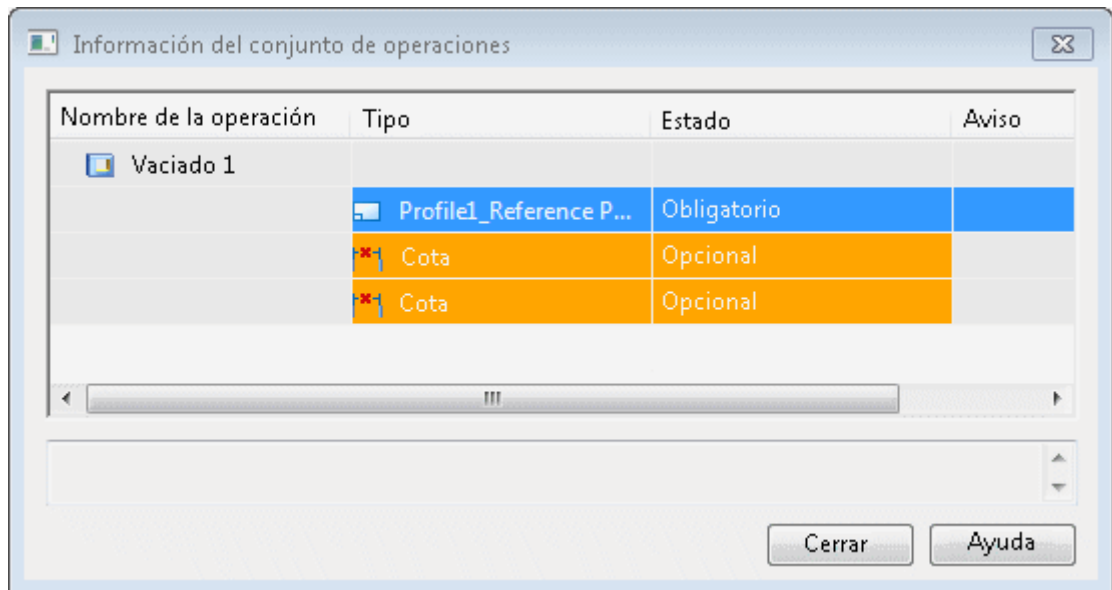 Información del conjunto de operaciones
Nombre de la operación Tipo Estado Aviso
Vaciado 1
Profile1_Reference P... Obligatorio
Cota Opcional
Cota Opcional
Cerrar Ayuda